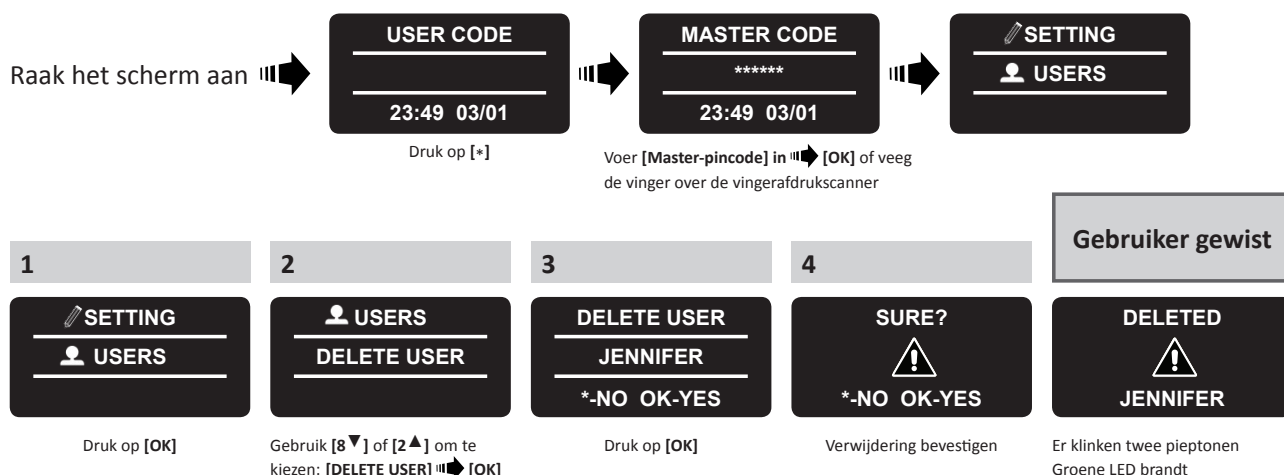 Raak het scherm aan
USER CODE
23:49 03/01
Druk op [*]
MASTER CODE
******
23:49 03/01
Voer [Master-pincode] in [OK] of veeg
de vinger over de vingerafdrukscanner
SETTING
USERS
1
SETTING
USERS
Druk op [OK]
2
USERS
DELETE USER
Gebruik [8▼] of [2▲] om te
kiezen: [DELETE USER] [OK]
3
DELETE USER
JENNIFER
*-NO OK-YES
Druk op [OK]
4
SURE?
*-NO OK-YES
Verwijdering bevestigen
Gebruiker gewist
DELETED
JENNIFER
Er klinken twee pieptonen
Groene LED brandt